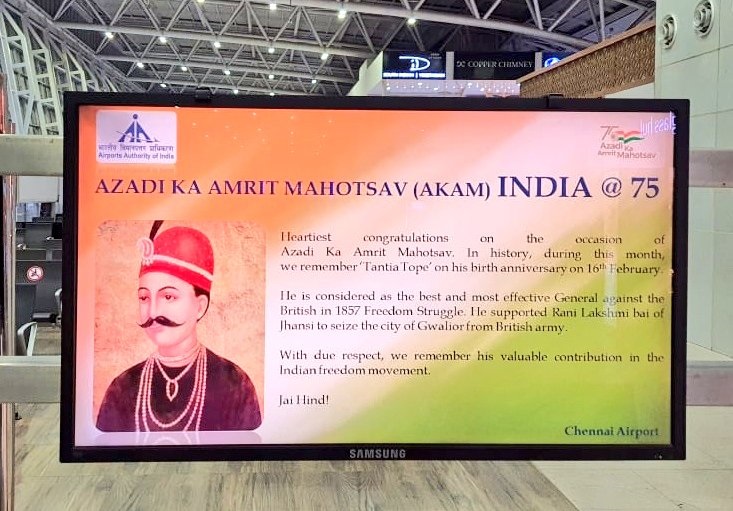 DC COPPER CHIMNEY
भारतीय विमानपत्तन प्राधिकरण
Airports Authority of India
75
Azadi Ka
Amrit Mahotsav
AZADI KA AMRIT MAHOTSAV (AKAM) INDIA @ 75
Heartiest congratulations on the occasion of
Azadi Ka Amrit Mahotsav. In history, during this month,
we remember 'Tantia Tope' on his birth anniversary on 16th February.
He is considered as the best and most effective General against the
British in 1857 Freedom Struggle. He supported Rani Lakshmi bai of
Jhansi to seize the city of Gwalior from British army.
With due respect, we remember his valuable contribution in the
Indian freedom movement.
Jai Hind!
Chennai Airport
SAMSUNG